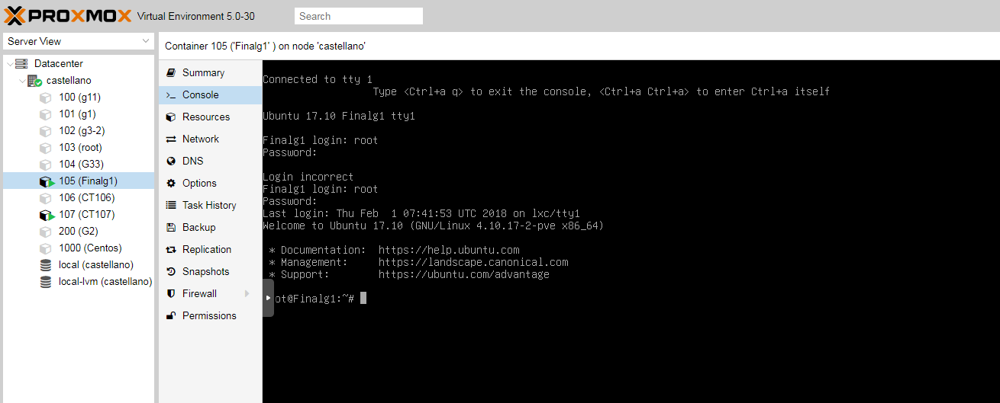 PROXMOX Virtual Environment 5.0-30 Search
Server View
Datacenter
castellano
100 (g11)
101 (g1)
102 (g3-2)
103 (root)
104 (G33)
105 (Finalg1)
106 (CT106)
107 (CT107)
200 (G2)
1000 (Centos)
local (castellano)
local-lvm (castellano)
Container 105 ('Finalg1' ) on node 'castellano'
Summary
Console
Resources
Network
DNS
Options
Task History
Backup
Replication
Snapshots
Firewall
Permissions
Connected to tty 1
Type <Ctrl+a q> to exit the console, <Ctrl+a Ctrl+a> to enter Ctrl+a itself
Ubuntu 17.10 Finalg1 tty1
Finalg1 login: root
Password:
Login incorrect
Finalg1 login: root
Password:
Last login: Thu Feb  1 07:41:53 UTC 2018 on lxc/tty1
Welcome to Ubuntu 17.10 (GNU/Linux 4.10.17-2-pve x86_64)
* Documentation:  https://help.ubuntu.com
* Management:     https://landscape.canonical.com
* Support:        https://ubuntu.com/advantage
ot@Finalg1:~#